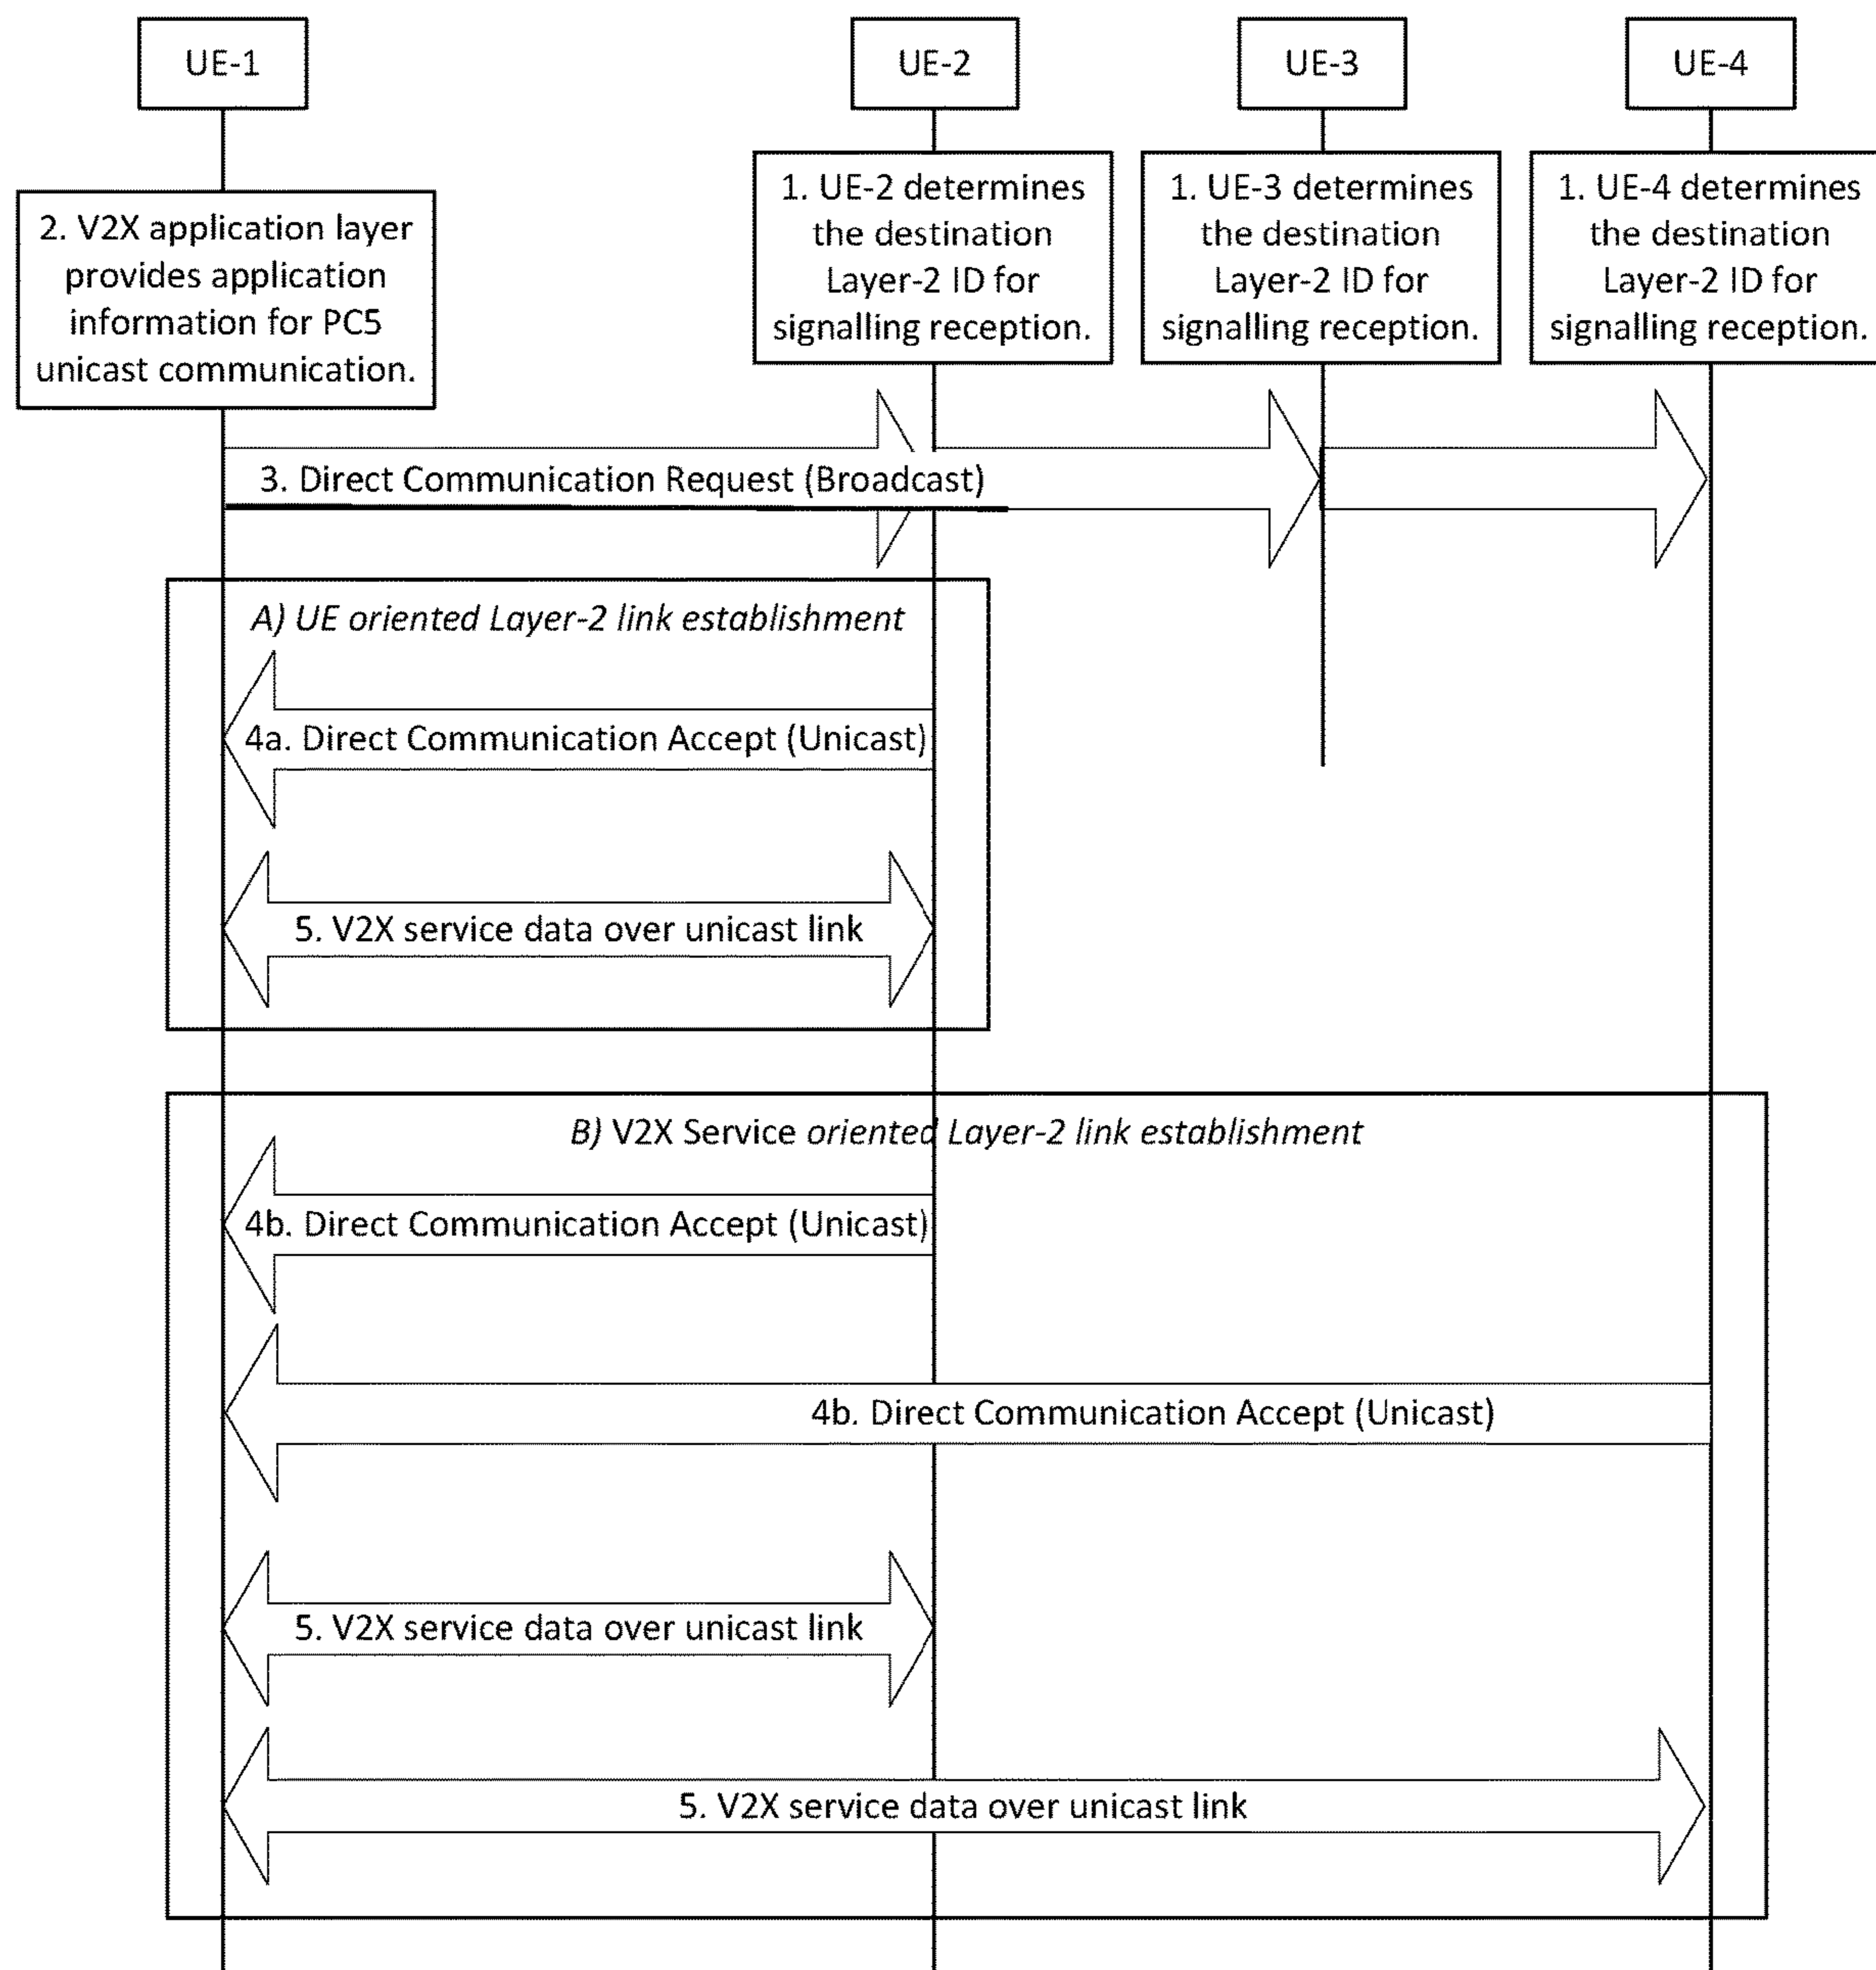 UE-1
UE-2
UE-3
UE-4
1. UE-2 determines
the destination
Layer-2 ID for
signalling reception.
1. UE-3 determines
the destination
Layer-2 ID for
signalling reception.
1. UE-4 determines
the destination
Layer-2 ID for
signalling reception.
2. V2X application layer
provides application
information for PC5
unicast communication.
3. Direct Communication Request (Broadcast)
A) UE oriented Layer-2 link establishment
4a. Direct Communication Accept (Unicast)
5. V2X service data over unicast link
B) V2X Service oriented Layer-2 link establishment
4b. Direct Communication Accept (Unicast)
4b. Direct Communication Accept (Unicast)
5. V2X service data over unicast link
5. V2X service data over unicast link